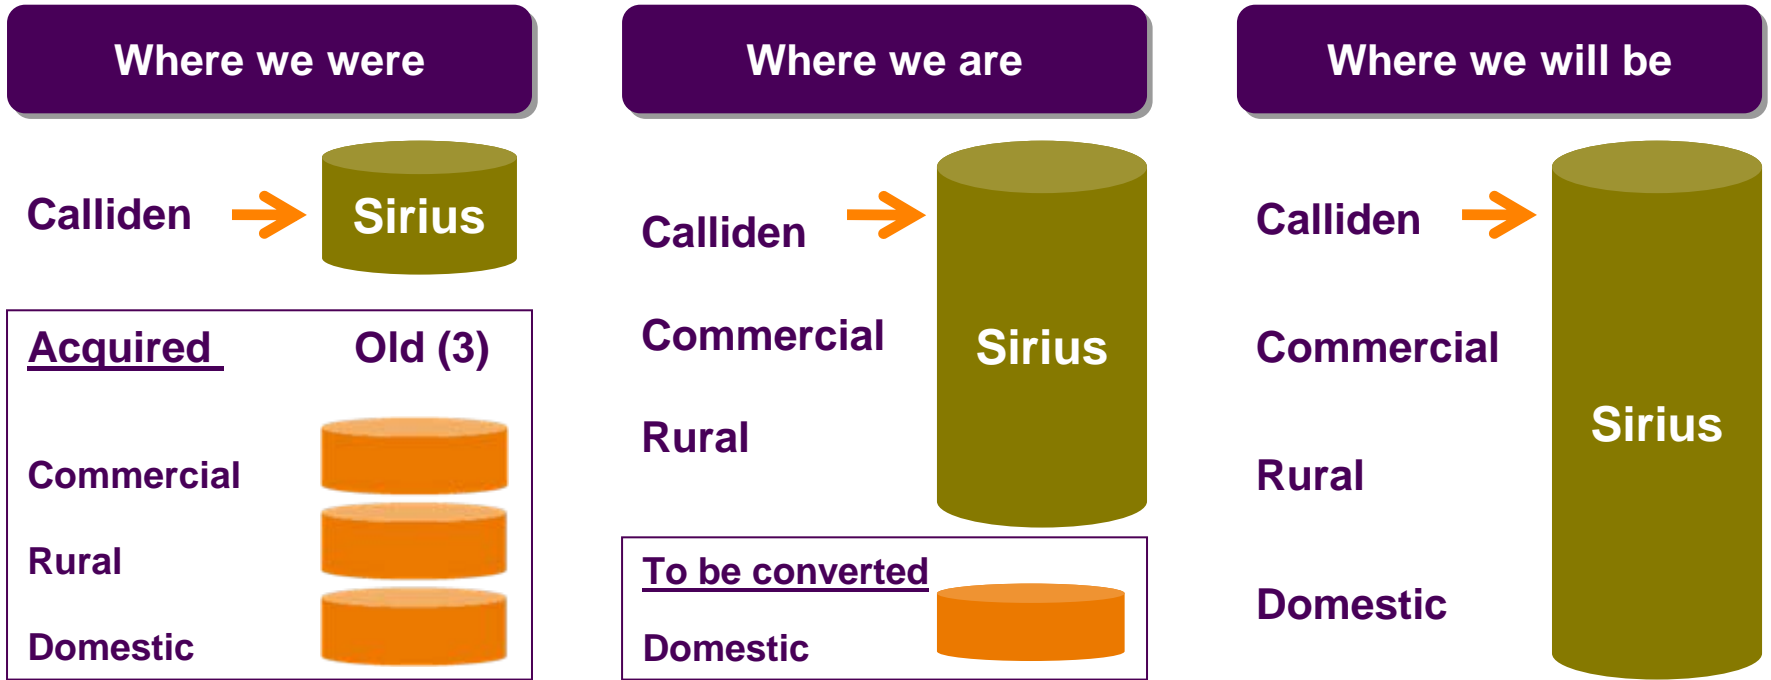 Where we were
Calliden
Sirius
Acquired
Old (3)
Commercial
Rural
Domestic
Where we are
Calliden
Commercial
Rural
Sirius
To be converted
Domestic
Where we will be
Calliden
Commercial
Rural
Domestic
Sirius